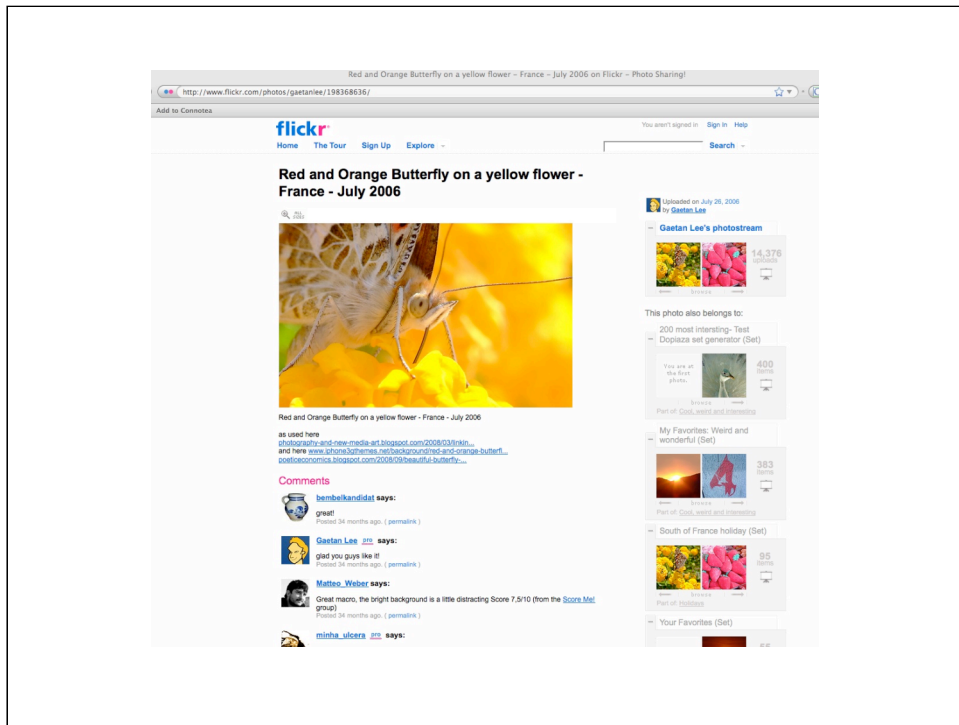 Red and Orange Butterfly on a yellow flower – France – July 2006 on Flickr – Photo Sharing!
http://www.flickr.com/photos/gaetanlee/198368636/
Add to Connotea
flickr
You aren't signed in Sign In Help
Home The Tour Sign Up Explore
Search
Red and Orange Butterfly on a yellow flower -
France - July 2006
ALL SIZES
Red and Orange Butterfly on a yellow flower - France - July 2006
as used here
photography-and-new-media-art.blogspot.com/2008/03/linkin...
and here www.iphone3gthemes.net/background/red-and-orange-butterfl...
poeticeconomics.blogspot.com/2008/09/beautiful-butterfly-...
Comments
bembelkandidat says:
great!
Posted 34 months ago. ( permalink )
Gaetan Lee pro says:
glad you guys like it!
Posted 34 months ago. ( permalink )
Matteo_Weber says:
Great macro, the bright background is a little distracting Score 7,5/10 (from the Score Me!
group)
Posted 34 months ago. ( permalink )
minha_ulcera pro says:
Uploaded on July 26, 2006
by Gaetan Lee
Gaetan Lee's photostream
14,376
uploads
browse
This photo also belongs to:
200 most intersting- Test
Dopiaza set generator (Set)
You are at
the first
photo.
400
items
browse
Part of: Cool, weird and interesting
My Favorites: Weird and
wonderful (Set)
383
items
browse
Part of: Cool, weird and interesting
South of France holiday (Set)
95
items
browse
Part of: Holidays
Your Favorites (Set)
55